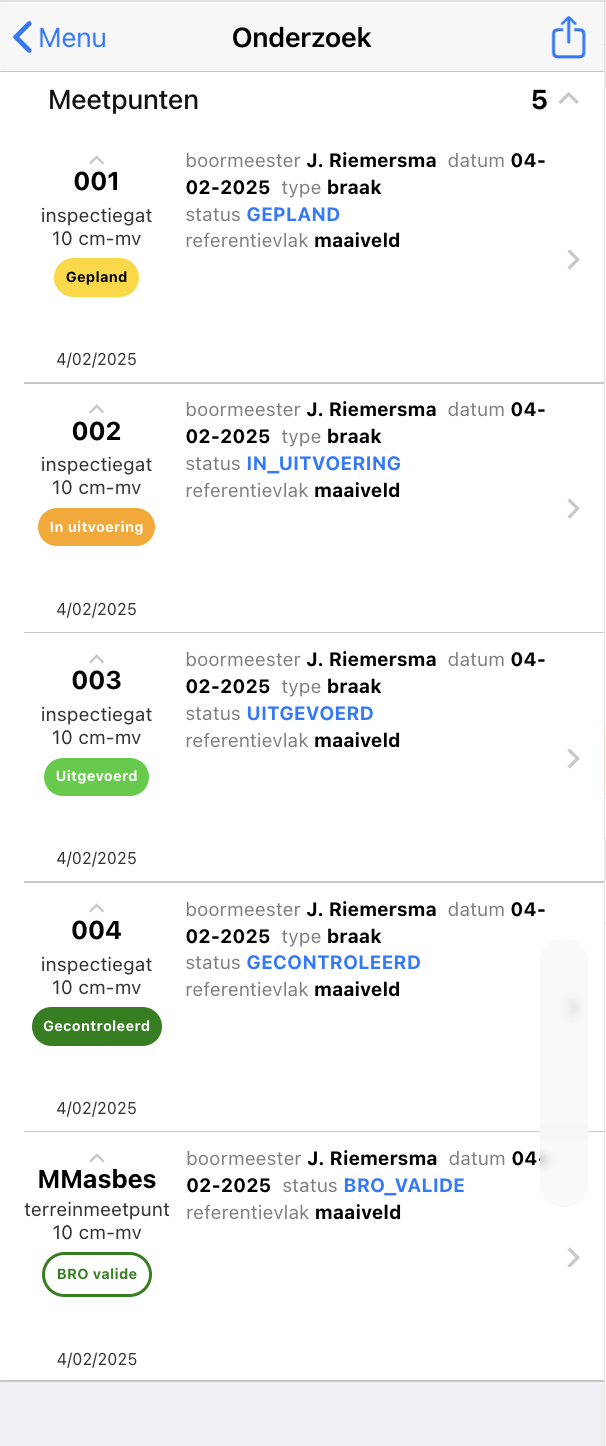 Menu
Onderzoek
Meetpunten 5
001
inspectiegat
10 cm-mv
Gepland
4/02/2025
boormeester J. Riemersma datum 04-
02-2025 type braak
status GEPLAND
referentievlak maaiveld
002
inspectiegat
10 cm-mv
In uitvoering
4/02/2025
boormeester J. Riemersma datum 04-
02-2025 type braak
status IN_UITVOERING
referentievlak maaiveld
003
inspectiegat
10 cm-mv
Uitgevoerd
4/02/2025
boormeester J. Riemersma datum 04-
02-2025 type braak
status UITGEVOERD
referentievlak maaiveld
004
inspectiegat
10 cm-mv
Gecontroleerd
4/02/2025
boormeester J. Riemersma datum 04-
02-2025 type braak
status GECONTROLEERD
referentievlak maaiveld
MMasbes
terreinmeetpunt
10 cm-mv
BRO valide
4/02/2025
boormeester J. Riemersma datum 04-
02-2025 status BRO_VALIDE
referentievlak maaiveld